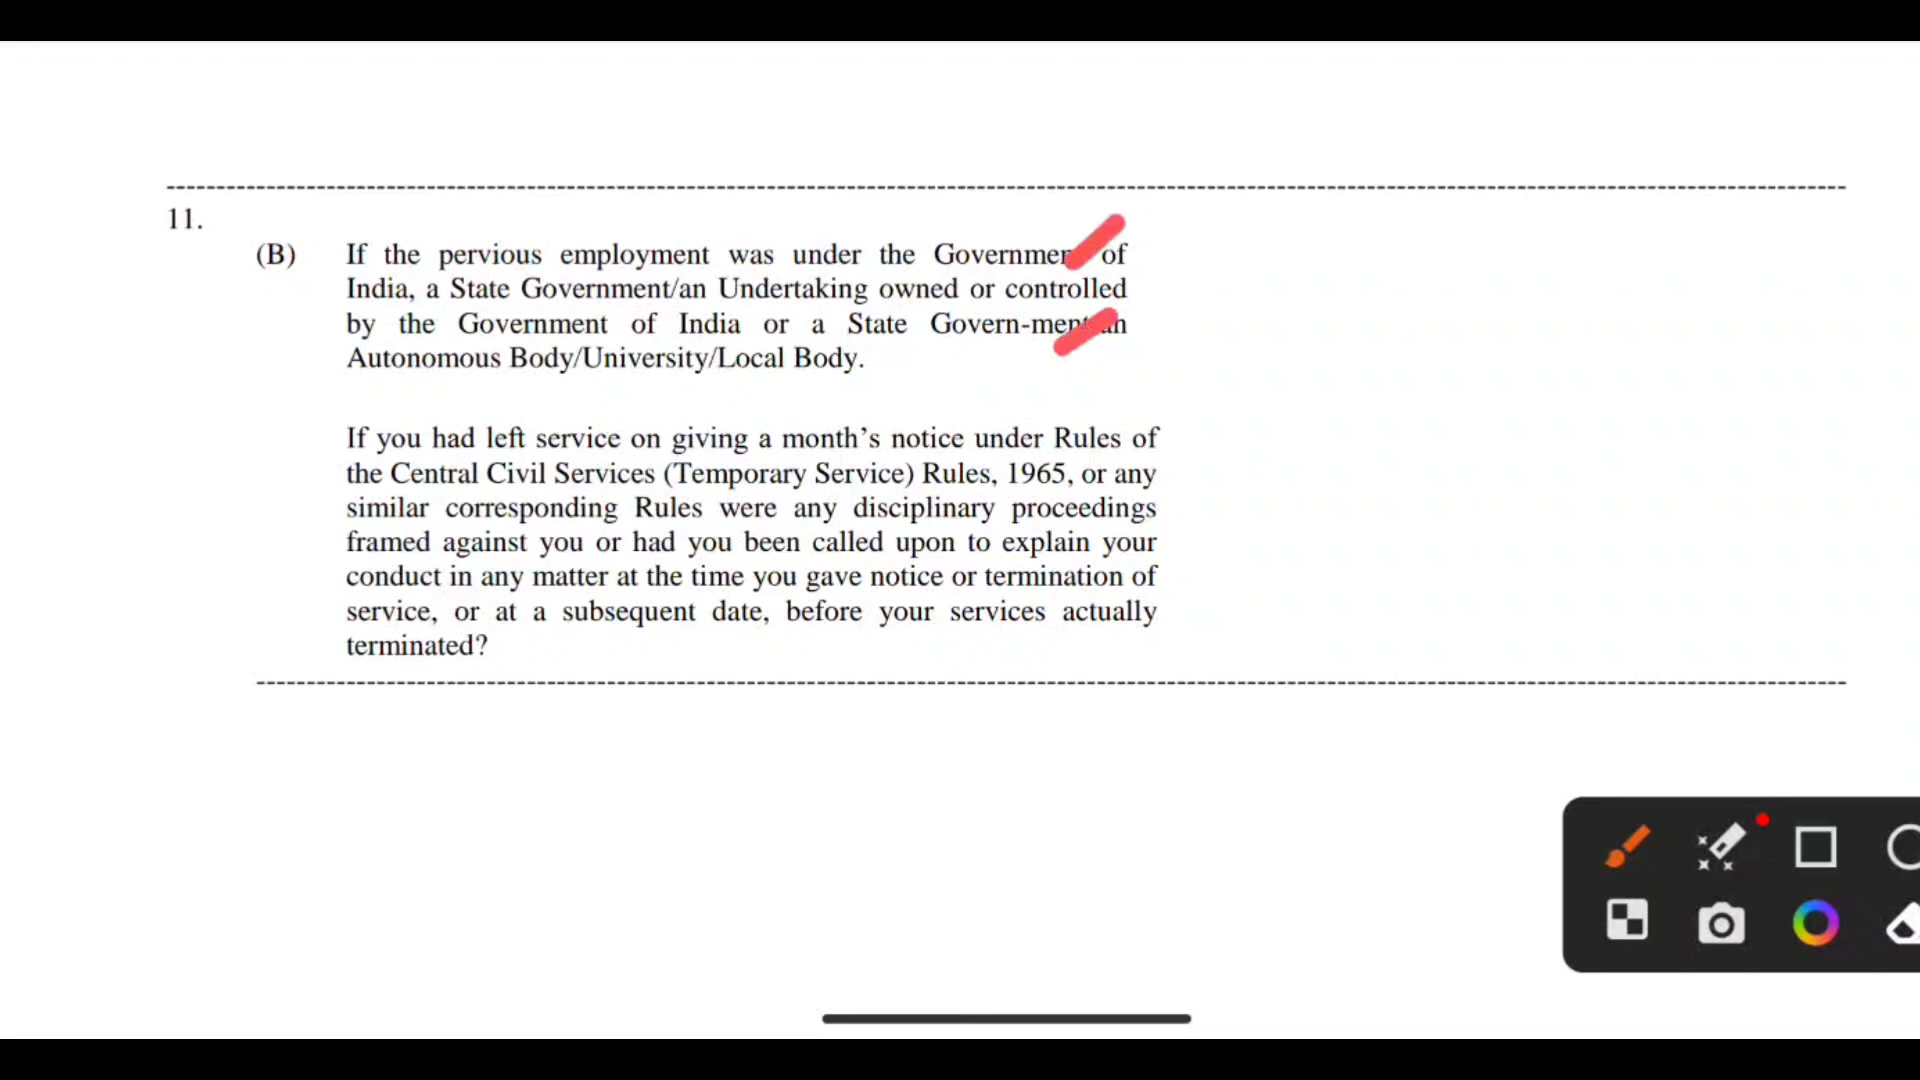 11.
(B) If the pervious employment was under the Government of
India, a State Government/an Undertaking owned or controlled
by the Government of India or a State Govern-ment an
Autonomous Body/University/Local Body.
If you had left service on giving a month’s notice under Rules of
the Central Civil Services (Temporary Service) Rules, 1965, or any
similar corresponding Rules were any disciplinary proceedings
framed against you or had you been called upon to explain your
conduct in any matter at the time you gave notice or termination of
service, or at a subsequent date, before your services actually
terminated?